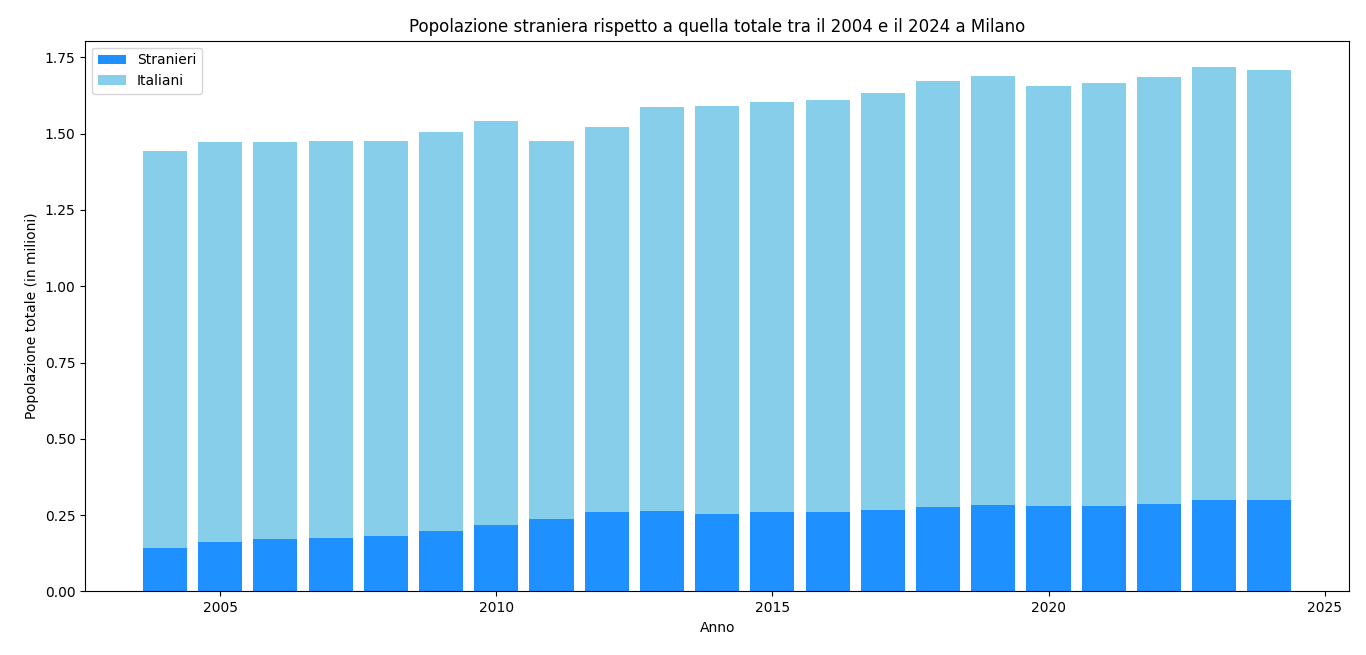 Popolazione straniera rispetto a quella totale tra il 2004 e il 2024 a Milano
Stranieri
Italiani
1.75
1.50
1.25
1.00
0.75
0.50
0.25
0.00
Popolazione totale (in milioni)
2005
2010
2015
2020
2025
Anno